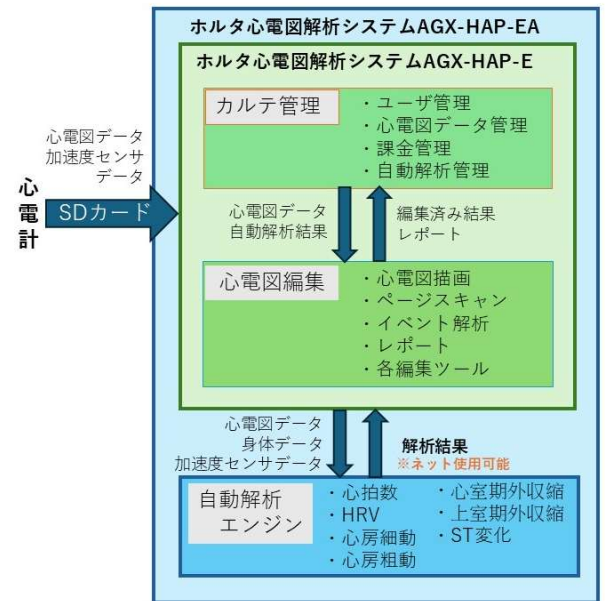 ホルタ心電図解析システムAGX-HAP-EA
ホルタ心電図解析システムAGX-HAP-E
カルテ管理
・ユーザ管理
・心電図データ管理
・課金管理
・自動解析管理
心電図データ
加速度センサ
データ
心電計
SDカード
心電図データ
自動解析結果
編集済み結果
レポート
心電図編集
・心電図描画
・ページスキャン
・イベント解析
・レポート
・各編集ツール
心電図データ
身体データ
加速度センサデータ
解析結果
※ネット使用可能
自動解析
エンジン
・心拍数
・HRV
・心房細動
・心房粗動
・心室期外収縮
・上室期外収縮
・ST変化